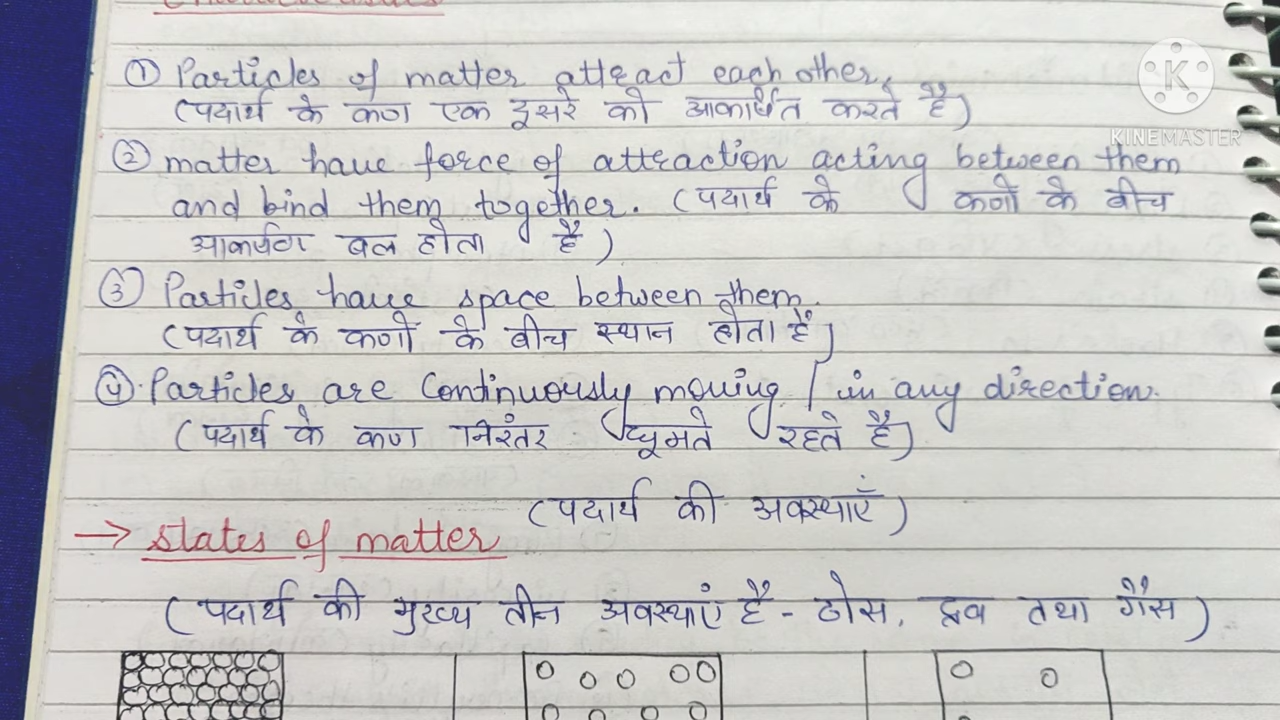 Characteristics
① Particles of matter attract each other.
(पदार्थ के कण एक दूसरे को आकर्षित करते है)
② matter have force of attraction acting between them
and bind them together. (पदार्थ के कणो के बीच
आकर्षण बल होता है)
③ Particles have space between them.
(पदार्थ के कणो के बीच स्थान होता है)
④ Particles are continuously moving / in any direction.
(पदार्थ के कण निरंतर घूमते रहते है)
(पदार्थ की अवस्थाएँ)
→ states of matter
(पदार्थ की मुख्य तीन अवस्थाएं है - ठोस, द्रव तथा गैस)
K
KINEMASTER